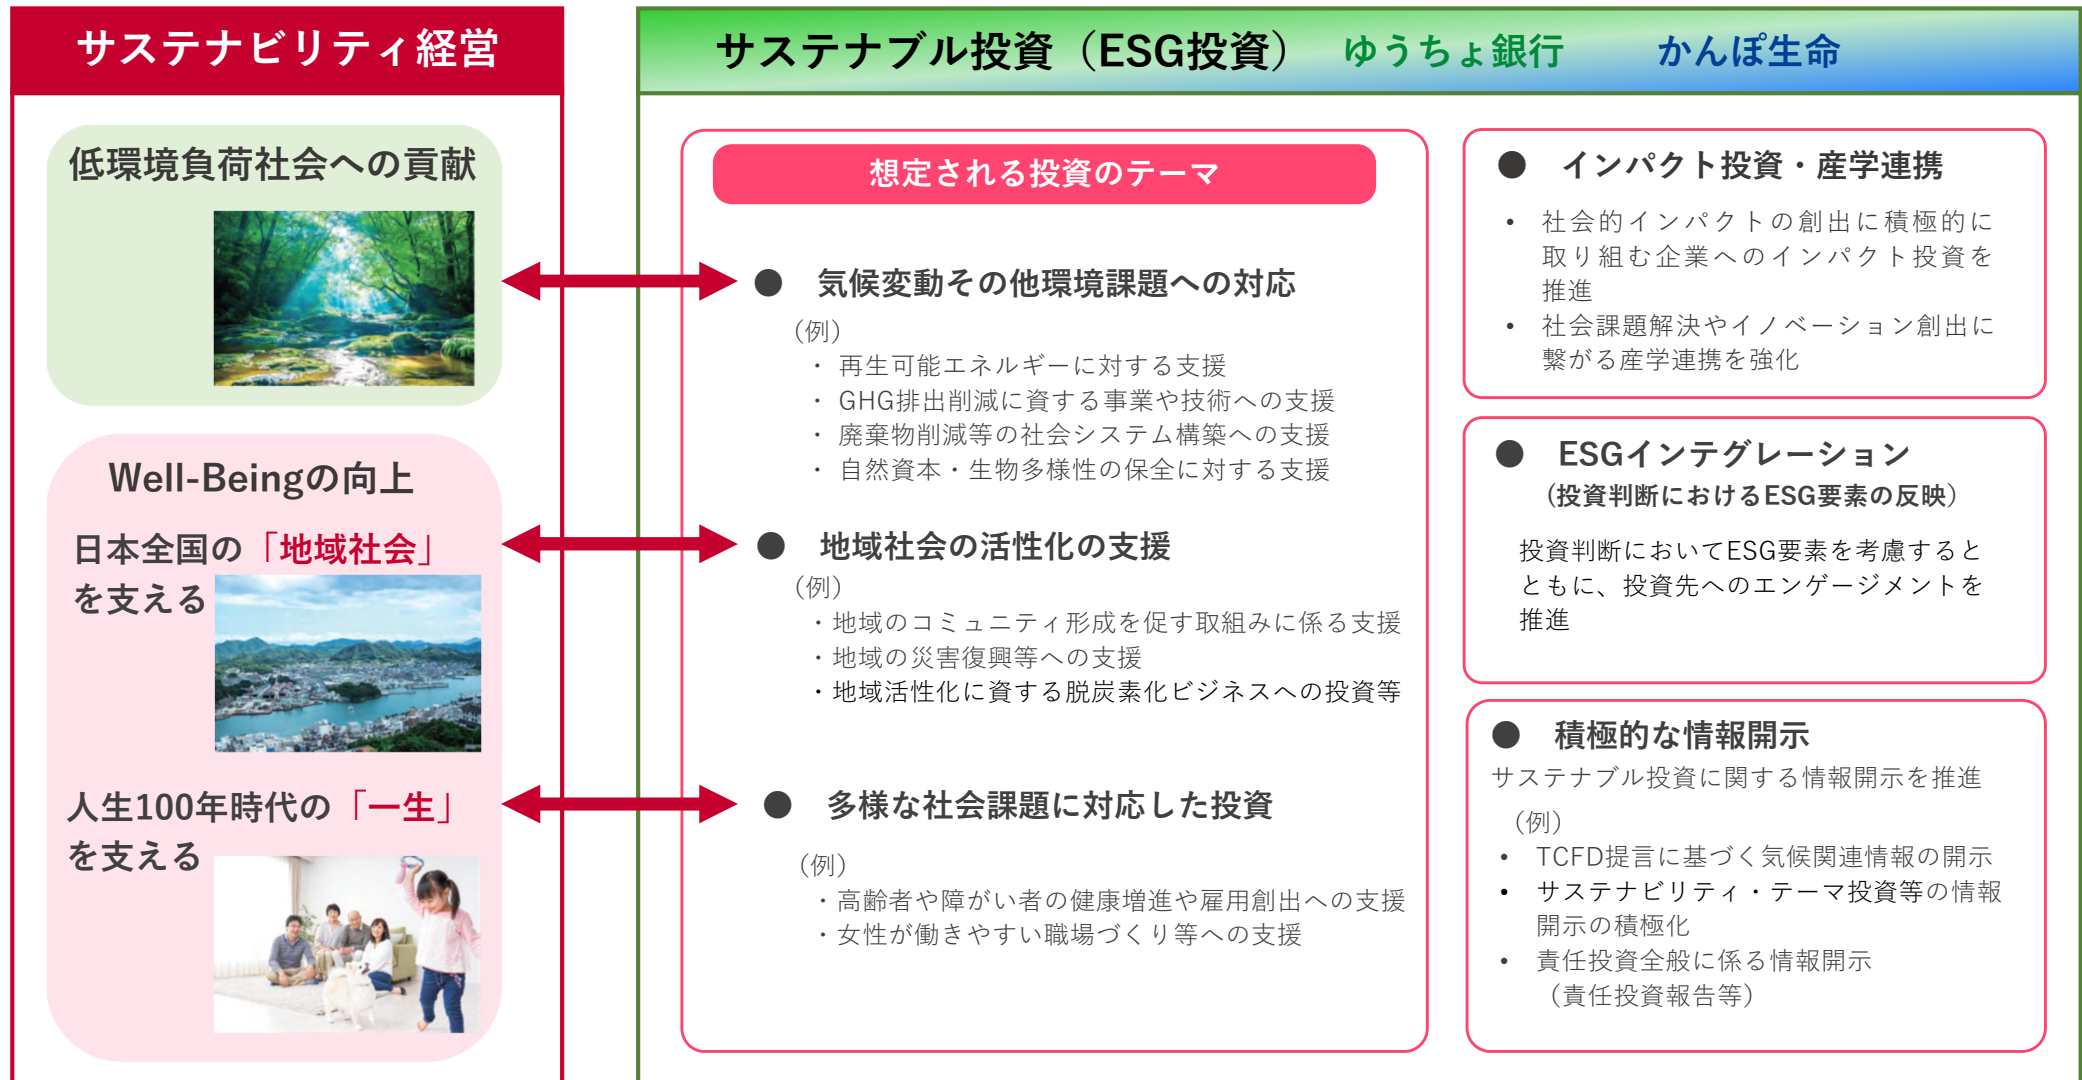 サステナビリティ経営
低環境負荷社会への貢献
Well-Beingの向上
日本全国の「地域社会」
を支える
人生100年時代の「一生」
を支える
サステナブル投資（ESG投資） ゆうちょ銀行 かんぽ生命
想定される投資のテーマ
● 気候変動その他環境課題への対応
（例）
・ 再生可能エネルギーに対する支援
・ GHG排出削減に資する事業や技術への支援
・ 廃棄物削減等の社会システム構築への支援
・ 自然資本・生物多様性の保全に対する支援
● 地域社会の活性化の支援
（例）
・地域のコミュニティ形成を促す取組みに係る支援
・地域の災害復興等への支援
・地域活性化に資する脱炭素化ビジネスへの投資等
● 多様な社会課題に対応した投資
（例）
・高齢者や障がい者の健康増進や雇用創出への支援
・女性が働きやすい職場づくり等への支援
● インパクト投資・産学連携
• 社会的インパクトの創出に積極的に
取り組む企業へのインパクト投資を
推進
• 社会課題解決やイノベーション創出に
繋がる産学連携を強化
● ESGインテグレーション
（投資判断におけるESG要素の反映）
投資判断においてESG要素を考慮すると
ともに、投資先へのエンゲージメントを
推進
● 積極的な情報開示
サステナブル投資に関する情報開示を推進
（例）
• TCFD提言に基づく気候関連情報の開示
• サステナビリティ・テーマ投資等の情報
開示の積極化
• 責任投資全般に係る情報開示
（責任投資報告等）